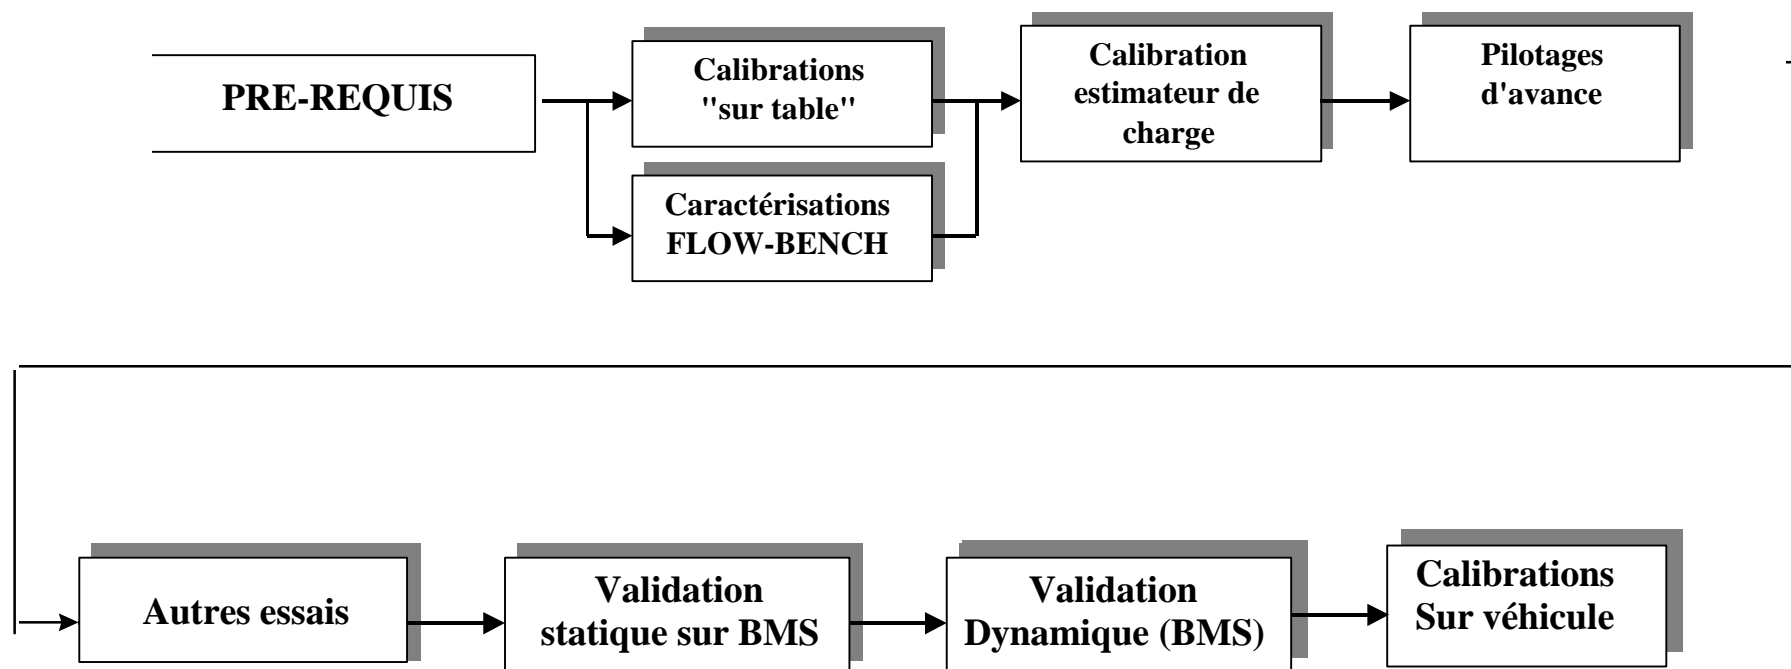 PRE-REQUIS
Calibrations
"sur table"
Caractérisations
FLOW-BENCH
Calibration
estimateur de
charge
Pilotages
d'avance
Autres essais
Validation
statique sur BMS
Validation
Dynamique (BMS)
Calibrations
Sur véhicule